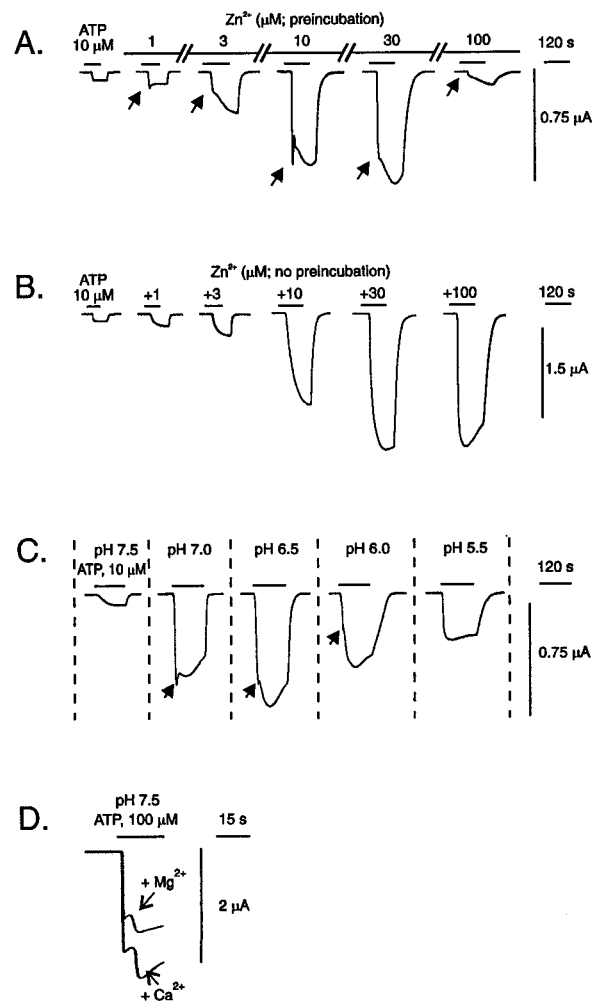 A.
Zn²⁺ (µM; preincubation)
ATP
10 µM
1 3 10 30 100
120 s
0.75 µA
B.
Zn²⁺ (µM; no preincubation)
ATP
10 µM
+1 +3 +10 +30 +100
120 s
1.5 µA
C.
pH 7.5 pH 7.0 pH 6.5 pH 6.0 pH 5.5
ATP, 10 µM
120 s
0.75 µA
D.
pH 7.5
ATP, 100 µM
15 s
+ Mg²⁺
2 µA
+ Ca²⁺